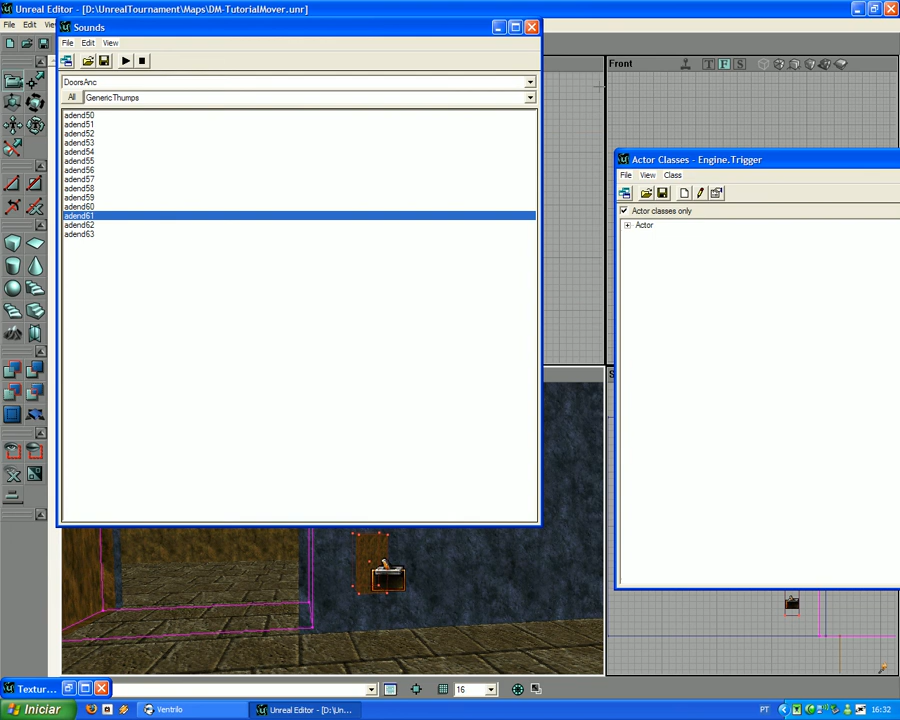 Unreal Editor - [D:\UnrealTournament\Maps\DM-TutorialMover.unr]
File Edit
Sounds
File Edit View
DoorsAnc
All GenericThumps
adend50
adend51
adend52
adend53
adend54
adend55
adend56
adend57
adend58
adend59
adend60
adend61
adend62
adend63
Front
T F S
Actor Classes - Engine.Trigger
File View Class
Actor classes only
Actor
Textur...
16
Iniciar
Ventrilo
Unreal Editor - [D:\Un...
PT
16:32